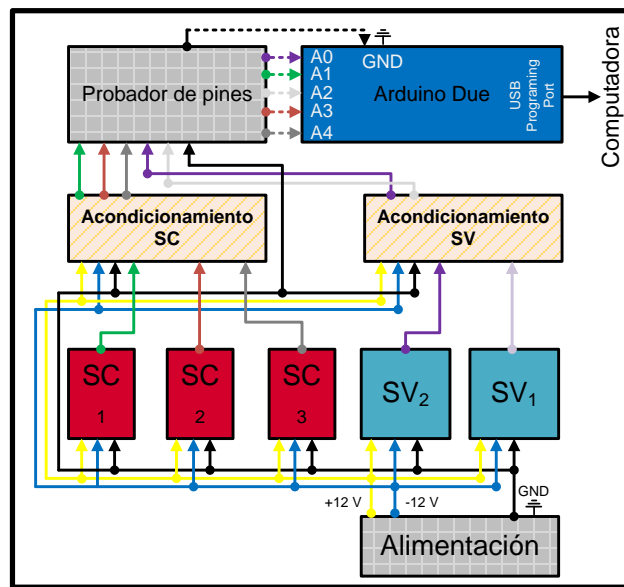 GND
A0
A1
A2
A3
A4
Probador de pines
Arduino Due
USB
Programing
Port
Computadora
Acondicionamiento
SC
Acondicionamiento
SV
SC
1
SC
2
SC
3
SV₂
SV₁
+12 V
-12 V
GND
Alimentación